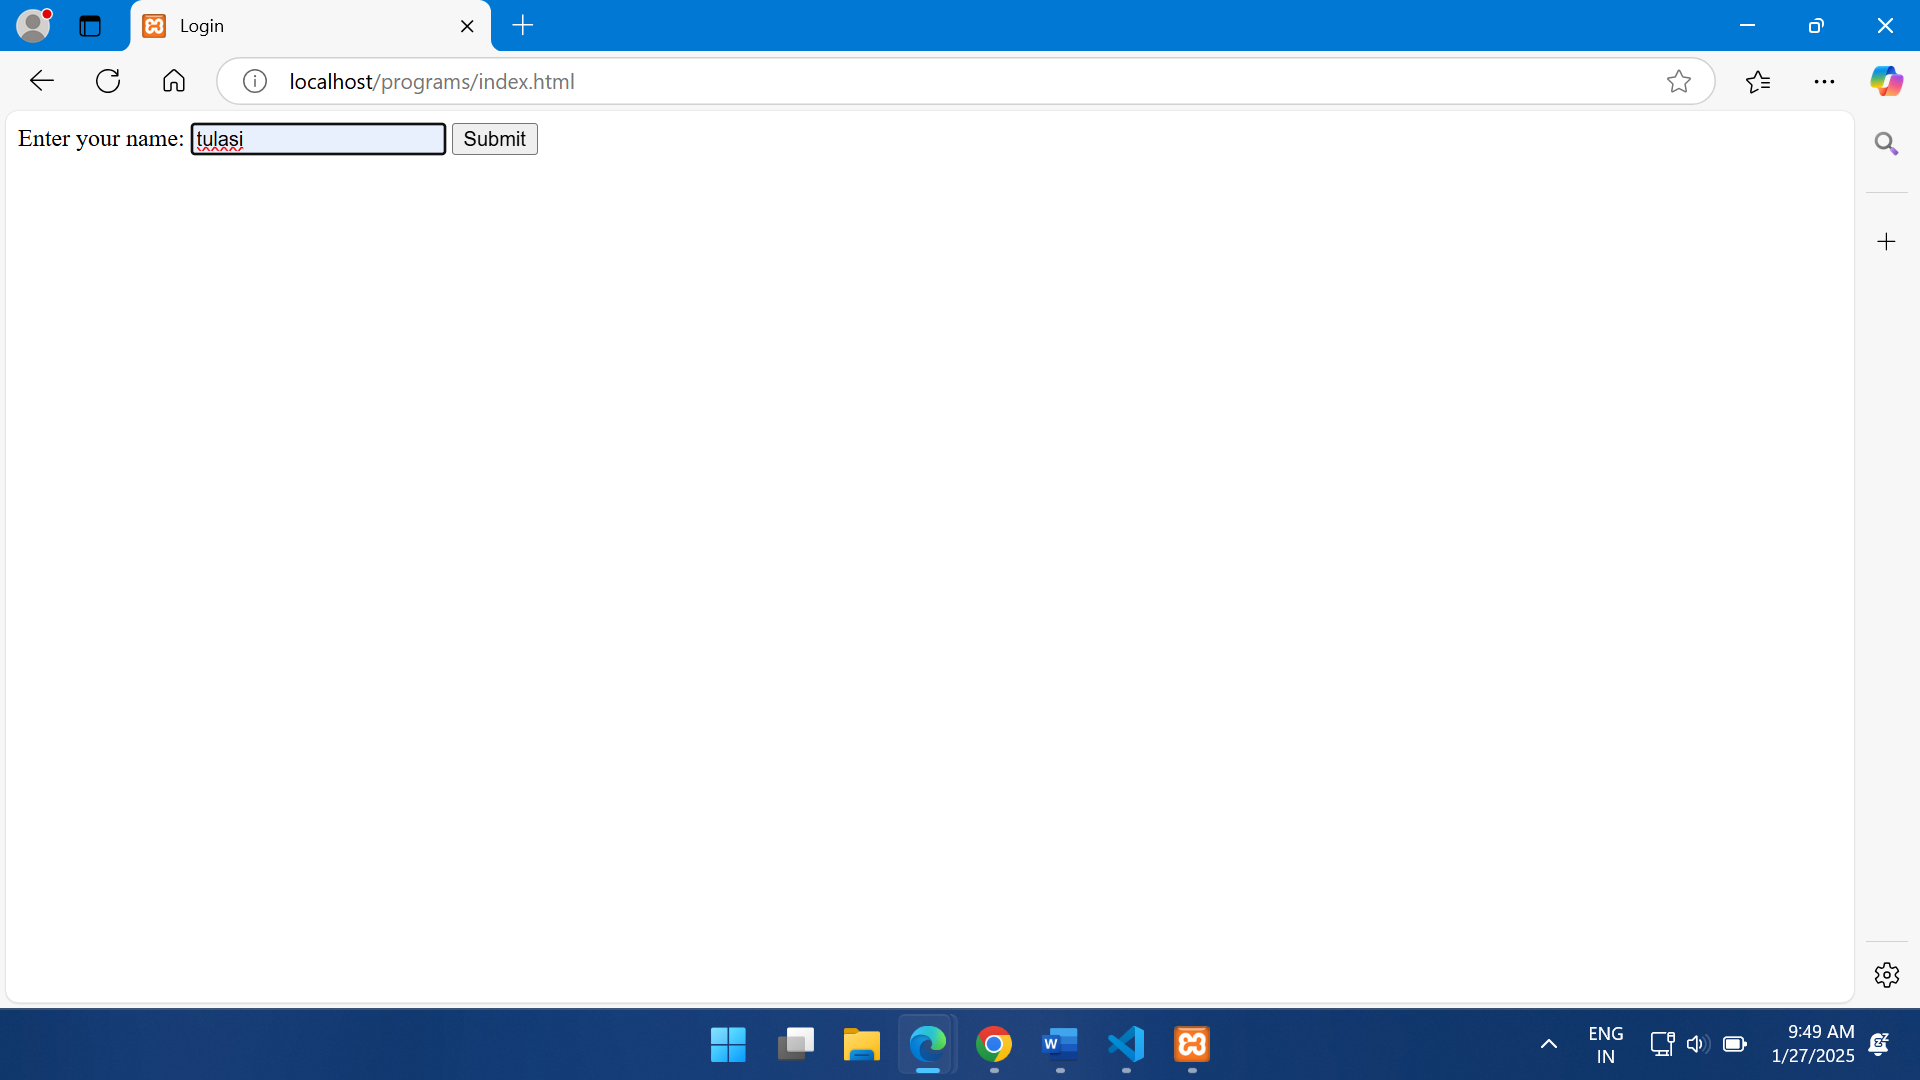 Login
localhost/programs/index.html
Enter your name: tulasi Submit
W
ENG
IN
9:49 AM
1/27/2025